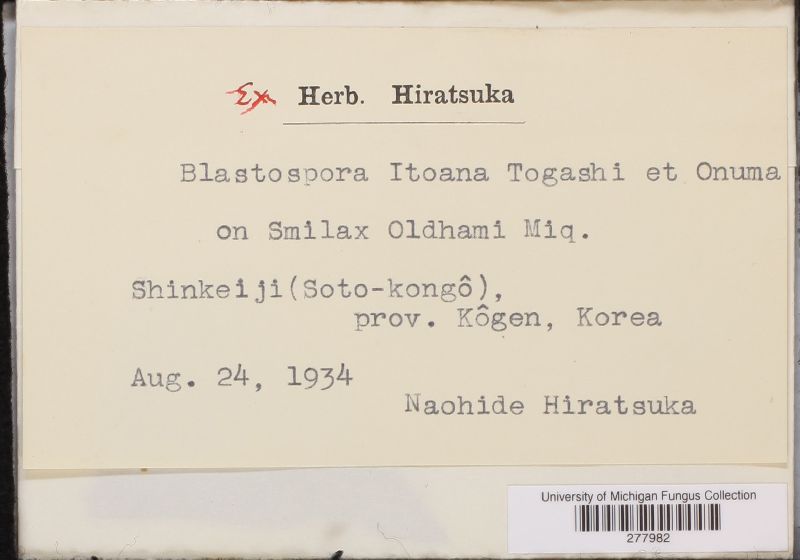 Ex Herb. Hiratsuka
Blastospora Itoana Togashi et Onuma
on Smilax Oldhami Miq.
Shinkeiji(Soto-kongô),
prov. Kôgen, Korea
Aug. 24, 1934
Naohide Hiratsuka
University of Michigan Fungus Collection
277982